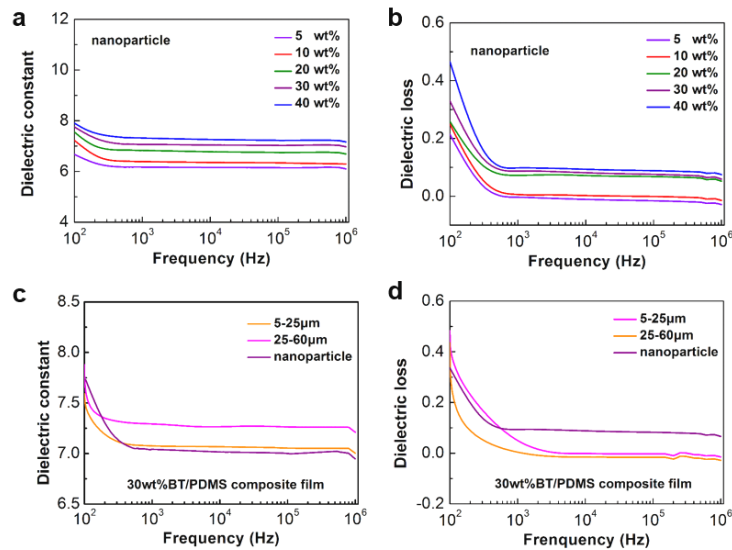 a
12
10
8
6
4
Dielectric constant
nanoparticle
5 wt%
10 wt%
20 wt%
30 wt%
40 wt%
10² 10³ 10⁴ 10⁵ 10⁶
Frequency (Hz)
b
0.6
0.4
0.2
0.0
Dielectric loss
nanoparticle
5 wt%
10 wt%
20 wt%
30 wt%
40 wt%
10² 10³ 10⁴ 10⁵ 10⁶
Frequency (Hz)
c
8.5
8.0
7.5
7.0
6.5
Dielectric constant
5-25μm
25-60μm
nanoparticle
30wt%BT/PDMS composite film
10² 10³ 10⁴ 10⁵ 10⁶
Frequency (Hz)
d
0.6
0.4
0.2
0.0
-0.2
Dielectric loss
5-25μm
25-60μm
nanoparticle
30wt%BT/PDMS composite film
10² 10³ 10⁴ 10⁵ 10⁶
Frenquency (Hz)